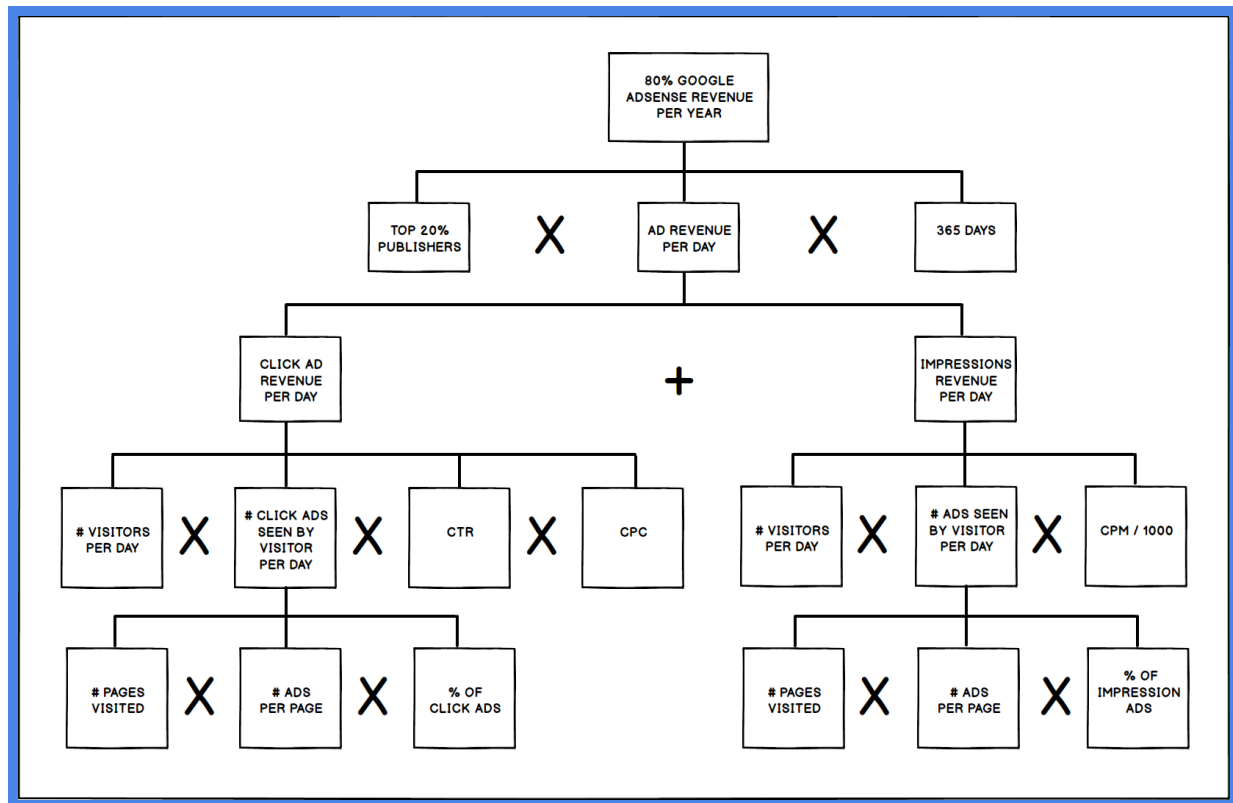 80% GOOGLE
ADSENSE REVENUE
PER YEAR
TOP 20%
PUBLISHERS
X
AD REVENUE
PER DAY
X
365 DAYS
CLICK AD
REVENUE
PER DAY
+
IMPRESSIONS
REVENUE
PER DAY
# VISITORS
PER DAY
X
# CLICK ADS
SEEN BY
VISITOR
PER DAY
X
CTR
X
CPC
# VISITORS
PER DAY
X
# ADS SEEN
BY VISITOR
PER DAY
X
CPM / 1000
# PAGES
VISITED
X
# ADS
PER PAGE
X
% OF
CLICK ADS
# PAGES
VISITED
X
# ADS
PER PAGE
X
% OF
IMPRESSION
ADS